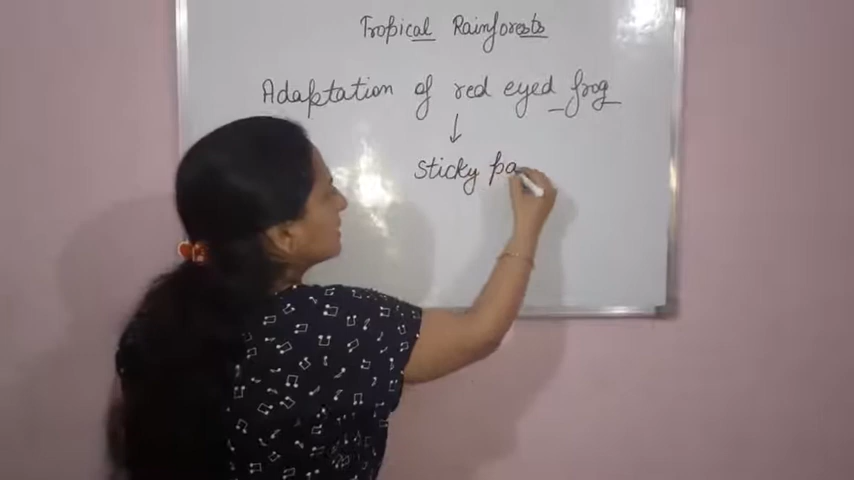 Tropical Rainforests
Adaptation of red eyed frog
↓
Sticky pa